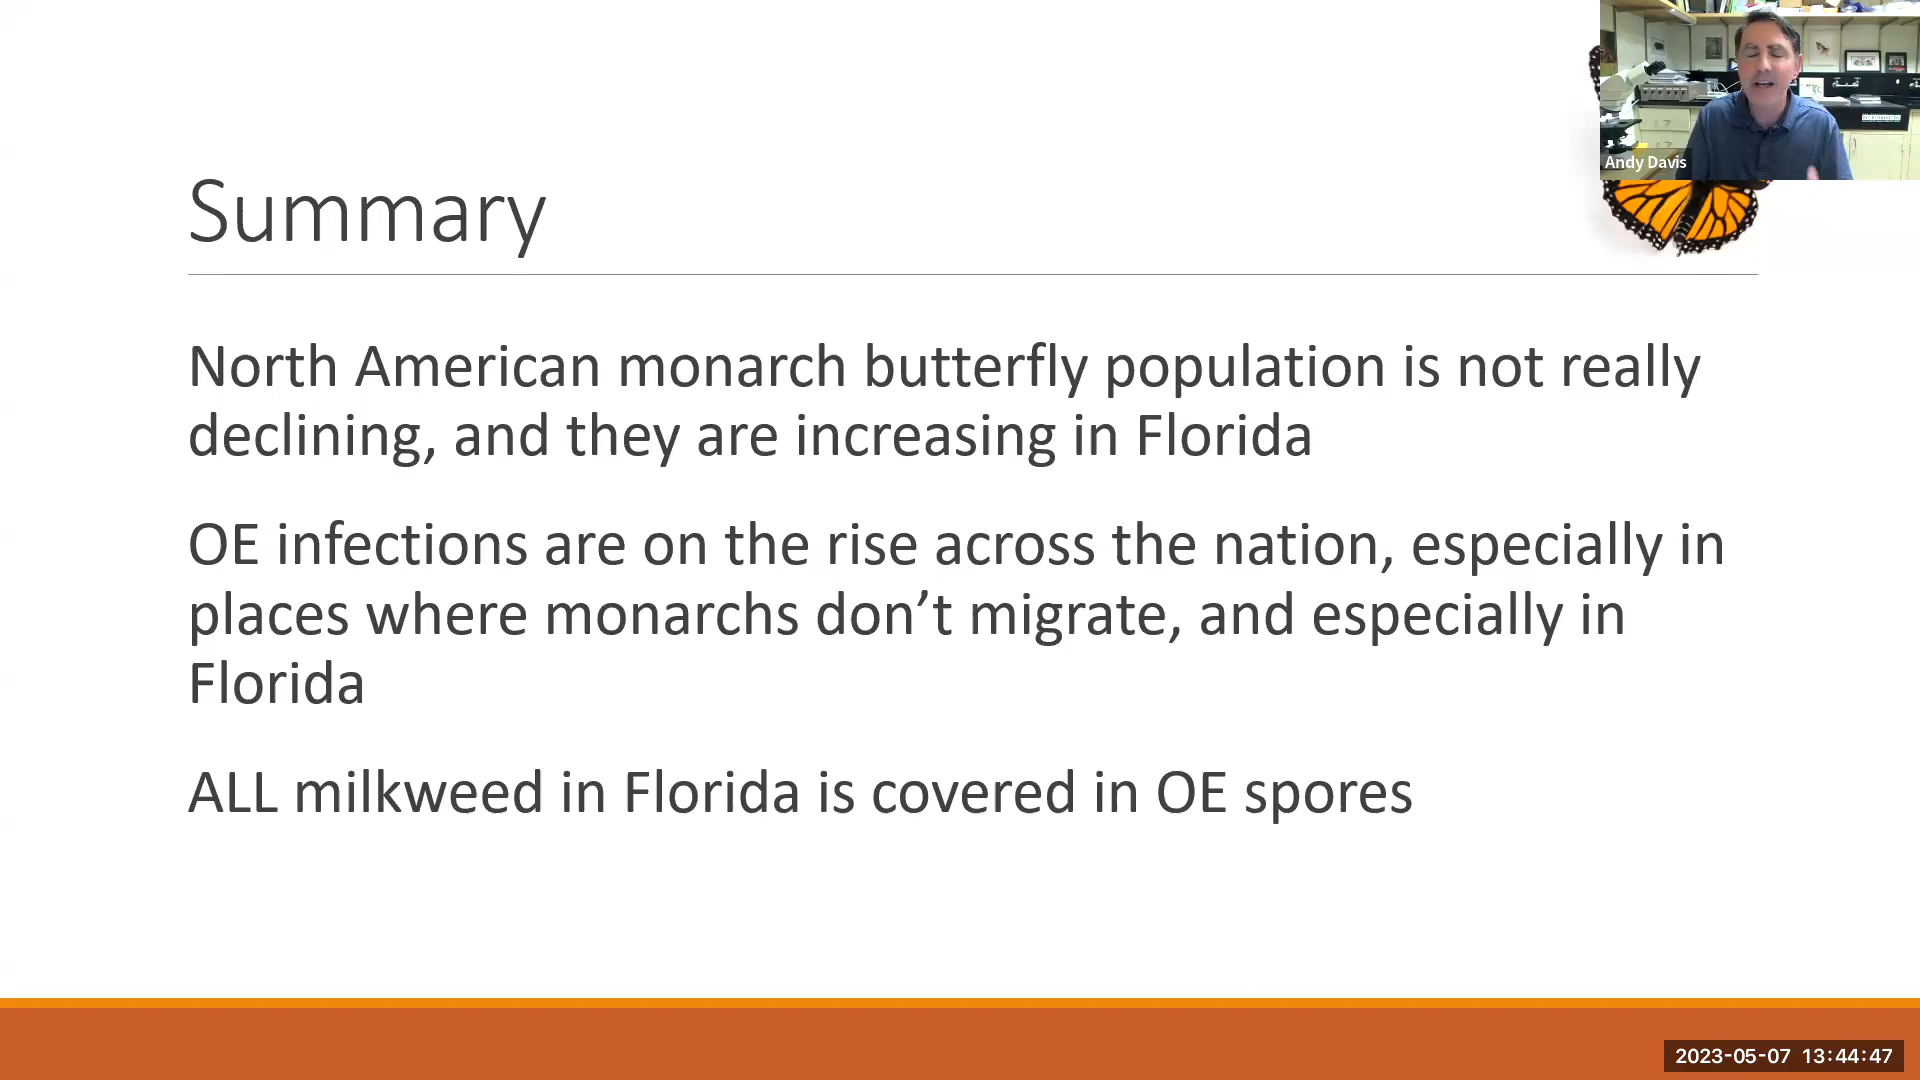 Andy Davis
Summary
North American monarch butterfly population is not really
declining, and they are increasing in Florida
OE infections are on the rise across the nation, especially in
places where monarchs don’t migrate, and especially in
Florida
ALL milkweed in Florida is covered in OE spores
2023-05-07 13:44:47